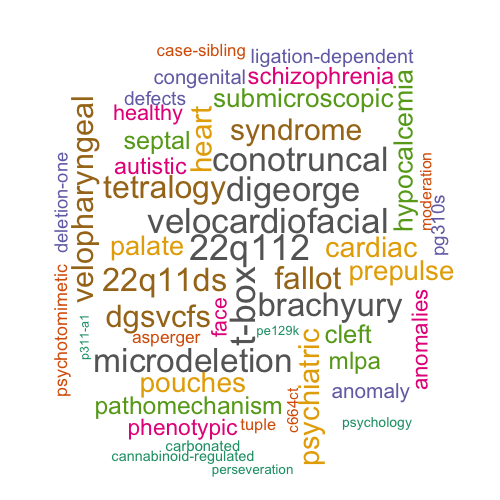 case-sibling
ligation-dependent
congenital
schizophrenia
defects
submicroscopic
healthy
heart
syndrome
septal
conotruncal
autistic
hypocalcemia
velopharyngeal
deletion-one
tetralogy
digeorge
moderation
pg310s
velocardiofacial
palate
22q112
cardiac
22q11ds
fallot
prepulse
psychotomimetic
p311-a1
dgsvcfs
face
t-box
brachyury
anomalies
asperger
pe129k
cleft
microdeletion
psychiatric
mlpa
pouches
anomaly
pathomechanism
c664ct
phenotypic
tuple
psychology
carbonated
cannabinoid-regulated
perseveration